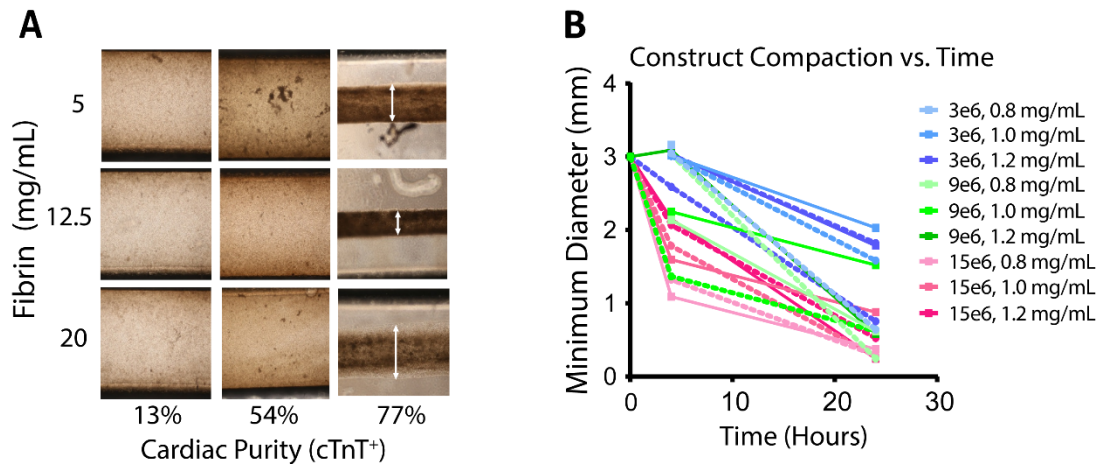 A
5
12.5
20
Fibrin (mg/mL)
13% 54% 77%
Cardiac Purity (cTnT⁺)
B
Construct Compaction vs. Time
4
3
2
1
0
Minimum Diameter (mm)
0 10 20 30
Time (Hours)
3e6, 0.8 mg/mL
3e6, 1.0 mg/mL
3e6, 1.2 mg/mL
9e6, 0.8 mg/mL
9e6, 1.0 mg/mL
9e6, 1.2 mg/mL
15e6, 0.8 mg/mL
15e6, 1.0 mg/mL
15e6, 1.2 mg/mL